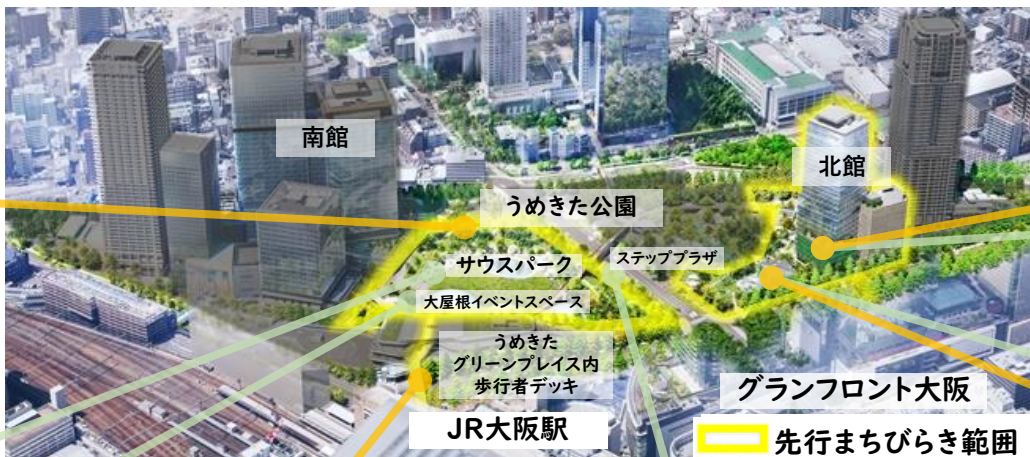 南館
北館
うめきた公園
サウスパーク
ステッププラザ
大屋根イベントスペース
うめきた
グリーンプレイス内
歩行者デッキ
グランフロント大阪
JR大阪駅
先行まちびらき範囲